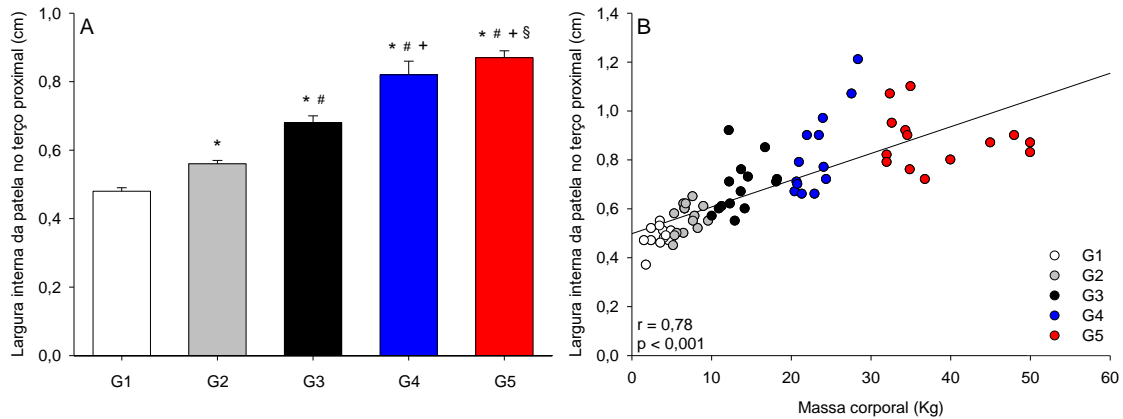 A
Largura interna da patela no terço proximal (cm)
1,0
0,8
0,6
0,4
0,2
0,0
*
* #
* # +
* # + §
G1 G2 G3 G4 G5
B
Largura interna da patela no terço proximal (cm)
1,4
1,2
1,0
0,8
0,6
0,4
0,2
0,0
G1
G2
G3
G4
G5
r = 0,78
p < 0,001
0 10 20 30 40 50 60
Massa corporal (Kg)